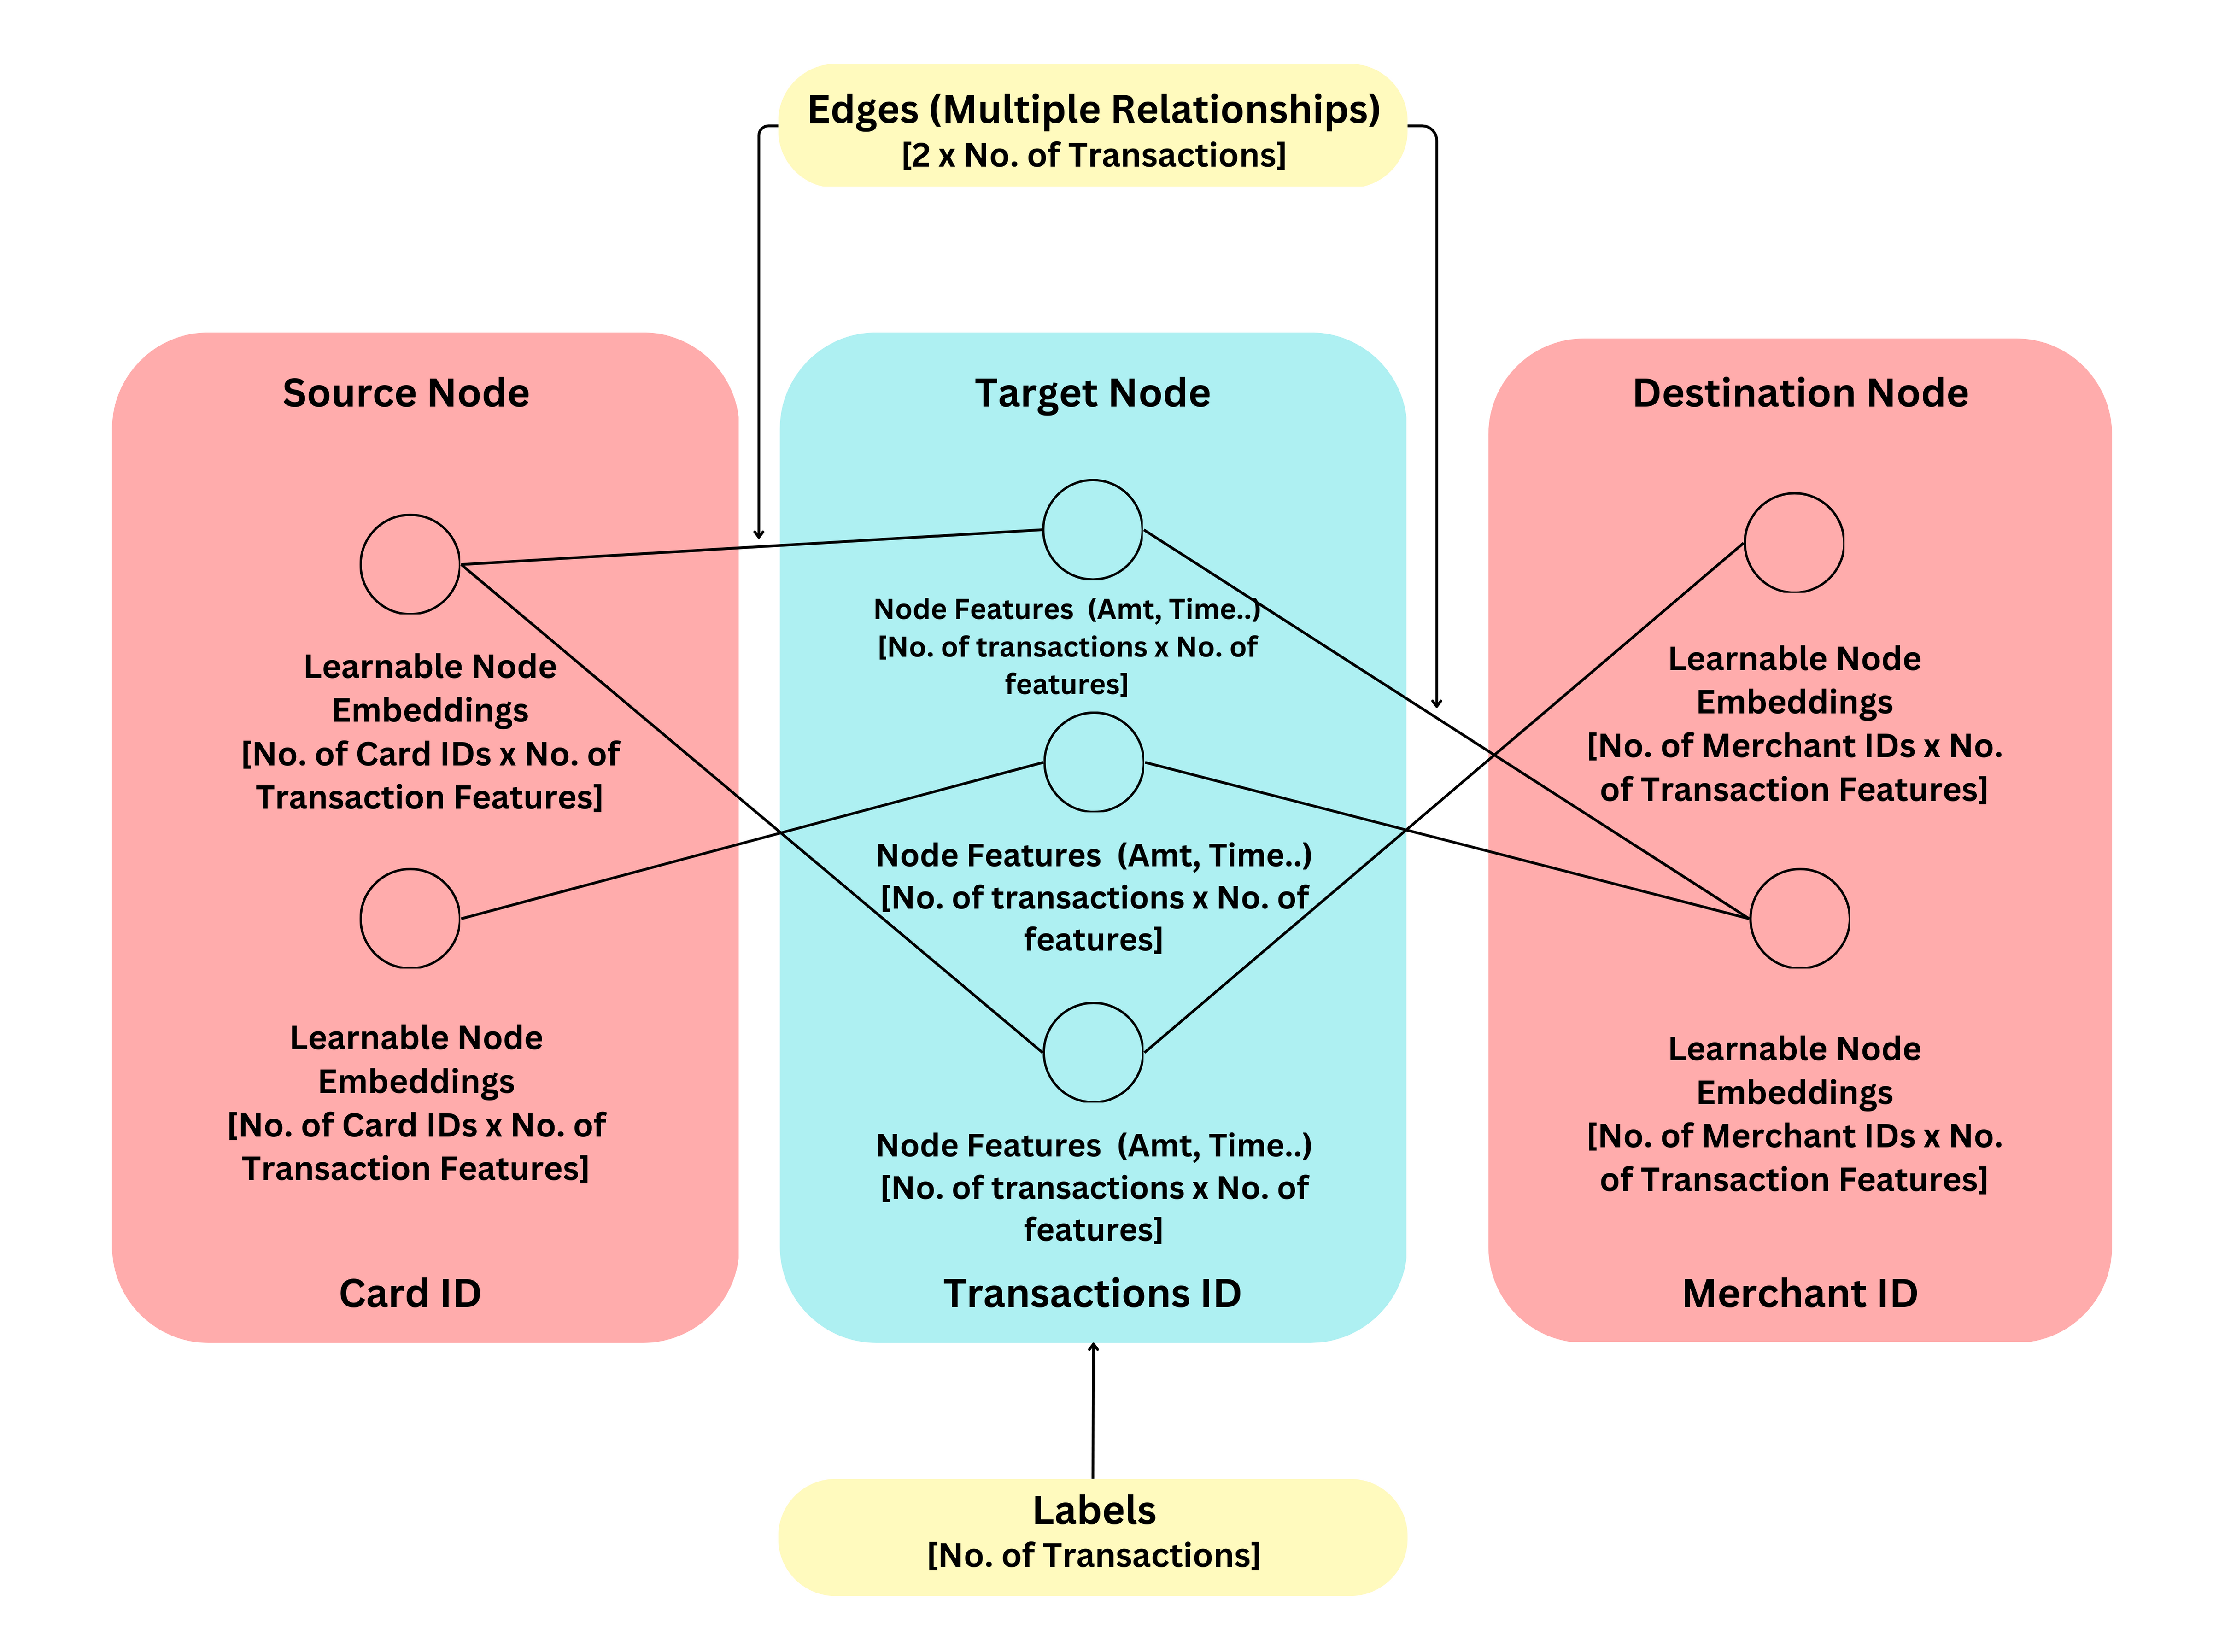 Edges (Multiple Relationships)
[2 x No. of Transactions]
Source Node
Learnable Node
Embeddings
[No. of Card IDs x No. of
Transaction Features]
Learnable Node
Embeddings
[No. of Card IDs x No. of
Transaction Features]
Card ID
Target Node
Node Features (Amt, Time..)
[No. of transactions x No. of
features]
Node Features (Amt, Time..)
[No. of transactions x No. of
features]
Node Features (Amt, Time..)
[No. of transactions x No. of
features]
Transactions ID
Destination Node
Learnable Node
Embeddings
[No. of Merchant IDs x No.
of Transaction Features]
Learnable Node
Embeddings
[No. of Merchant IDs x No.
of Transaction Features]
Merchant ID
Labels
[No. of Transactions]